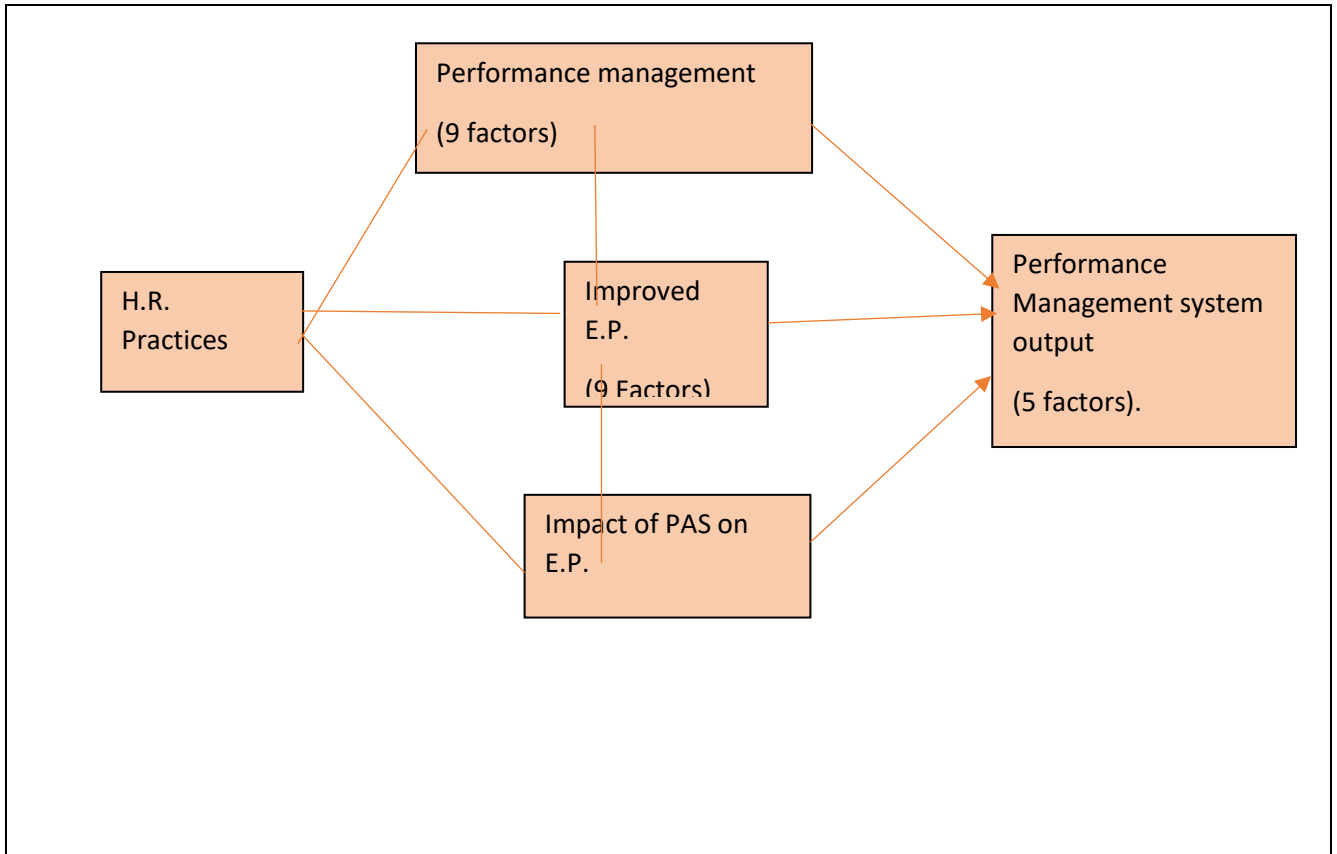 Performance management
(9 factors)
H.R.
Practices
Improved
E.P.
(9 Factors)
Performance
Management system
output
(5 factors).
Impact of PAS on
E.P.